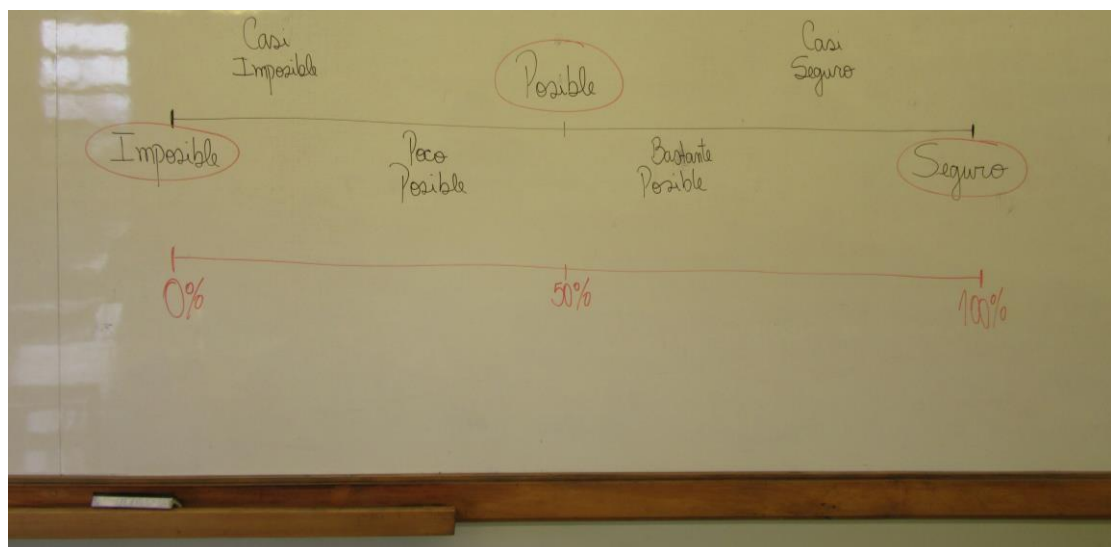 Casi
Imposible
Posible
Casi
Seguro
Imposible
Poco
Posible
Bastante
Posible
Seguro
0%
50%
100%